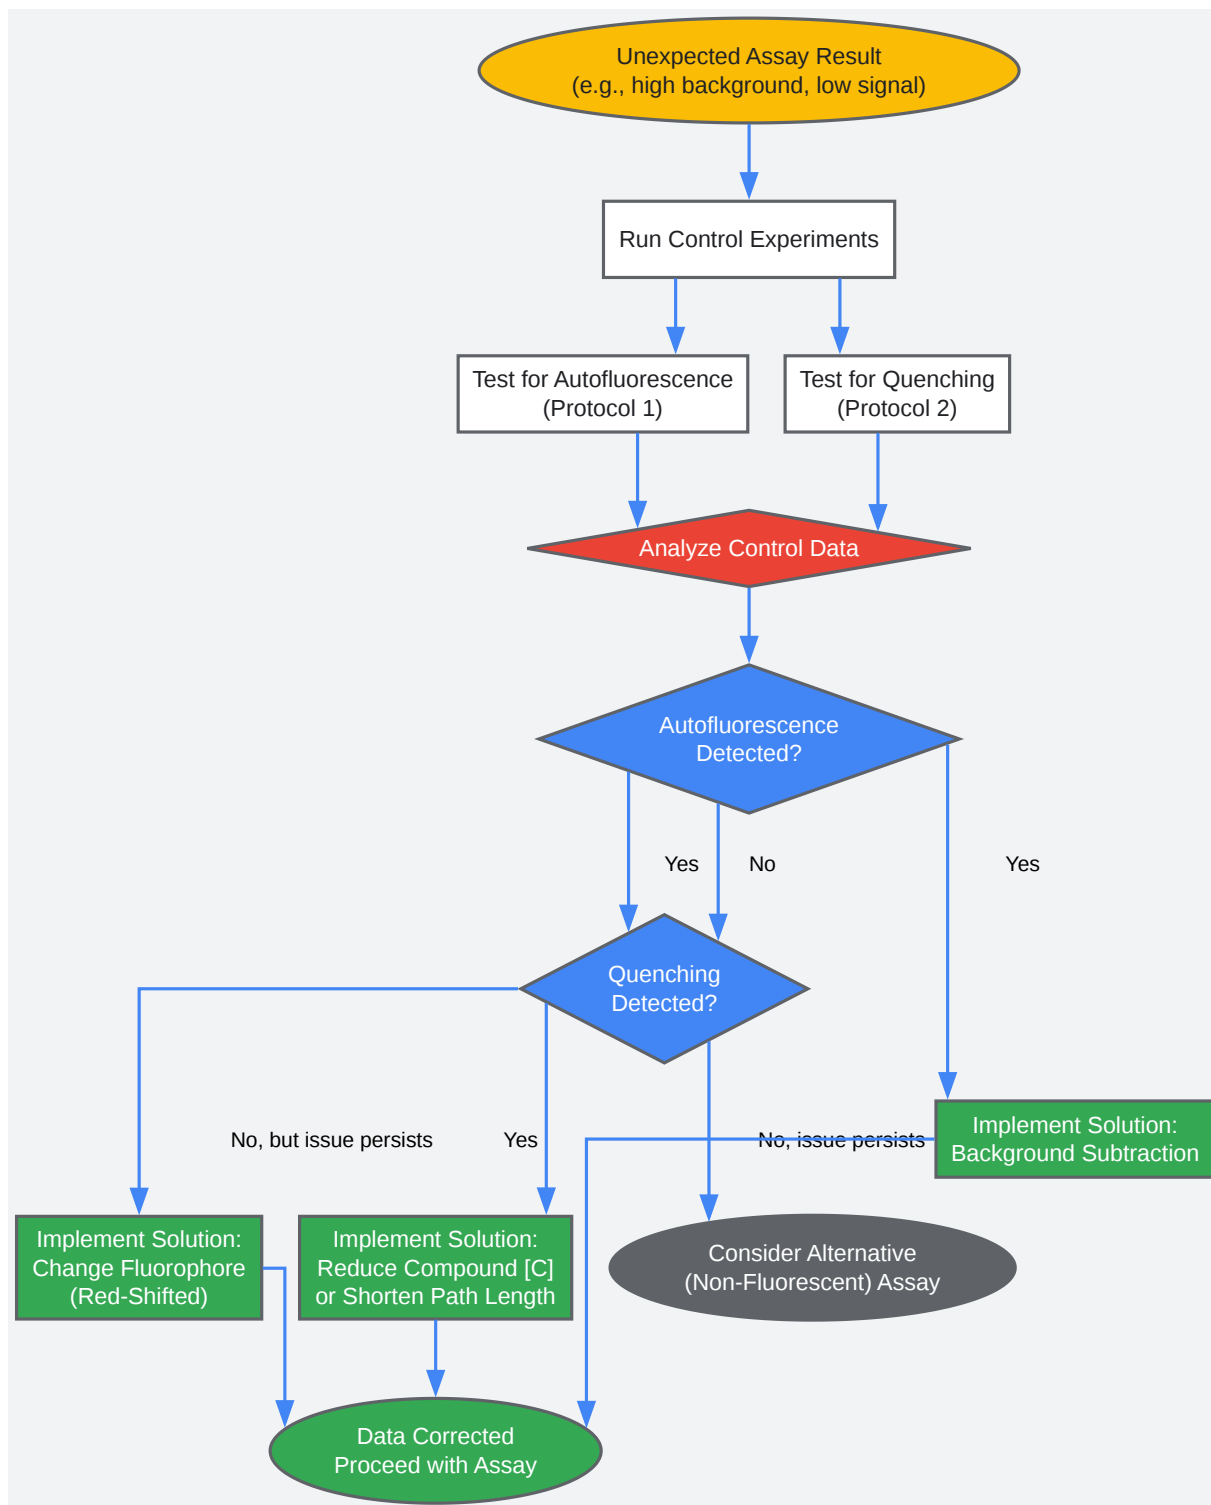 Unexpected Assay Result
(e.g., high background, low signal)
Run Control Experiments
Test for Autofluorescence
(Protocol 1)
Test for Quenching
(Protocol 2)
Analyze Control Data
Autofluorescence
Detected?
Yes
No
Yes
Quenching
Detected?
No, but issue persists
Yes
No, issue persists
Implement Solution:
Background Subtraction
Implement Solution:
Change Fluorophore
(Red-Shifted)
Implement Solution:
Reduce Compound [C]
or Shorten Path Length
Consider Alternative
(Non-Fluorescent) Assay
Data Corrected
Proceed with Assay